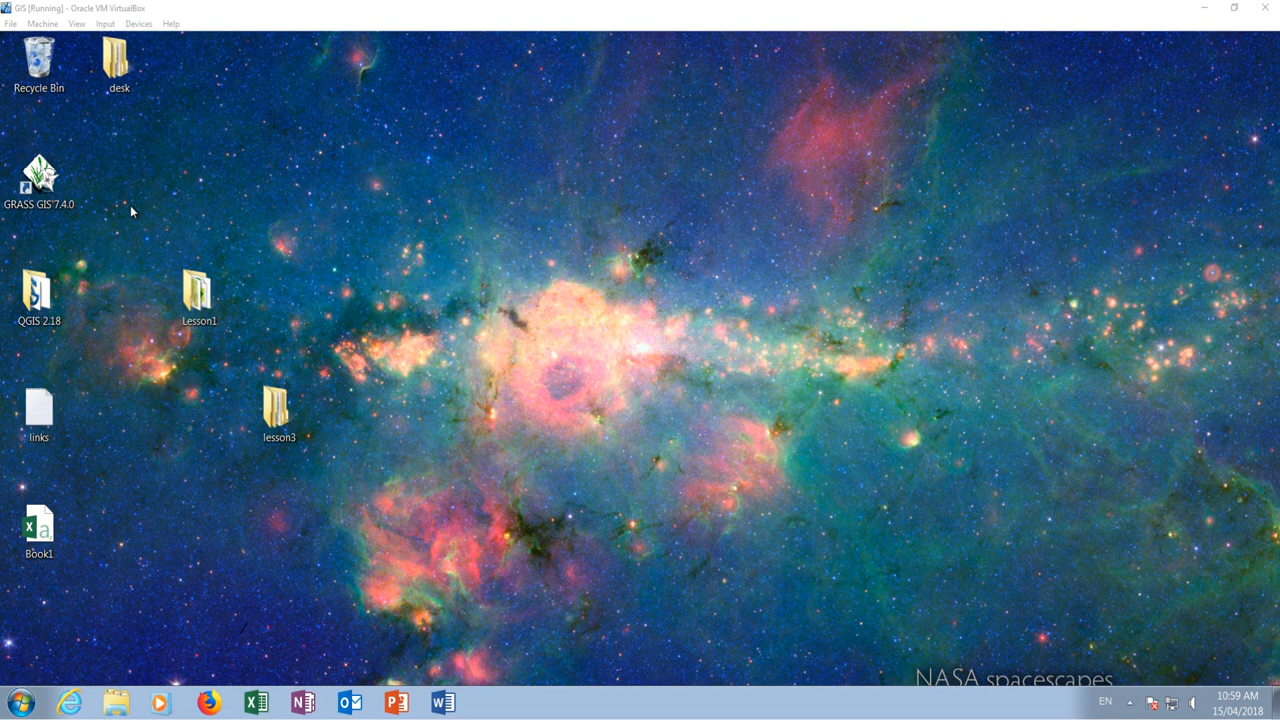 GIS [Running] - Oracle VM VirtualBox
File Machine View Input Devices Help
Recycle Bin
desk
GRASS GIS 7.4.0
QGIS 2.18
Lesson1
links
lesson3
Book1
NASA spacescapes
EN
10:59 AM
15/04/2018